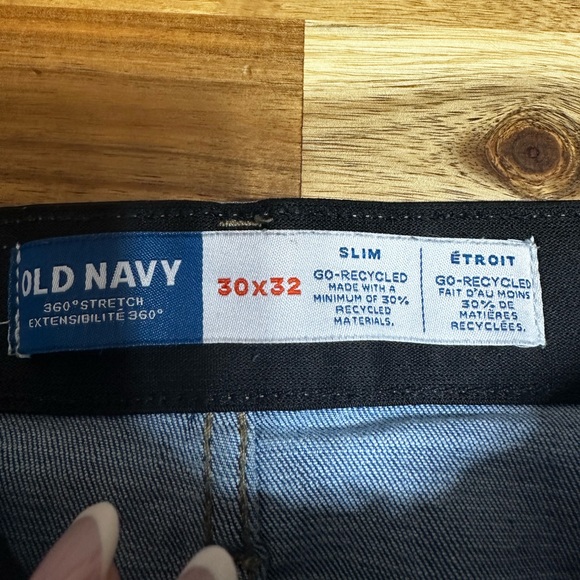 OLD NAVY
360° STRETCH
EXTENSIBILITÉ 360°
30x32
SLIM
GO-RECYCLED
MADE WITH A
MINIMUM OF 30%
RECYCLED
MATERIALS.
ÉTROIT
GO-RECYCLED
FAIT D'AU MOINS
30% DE
MATIÈRES
RECYCLÉES.